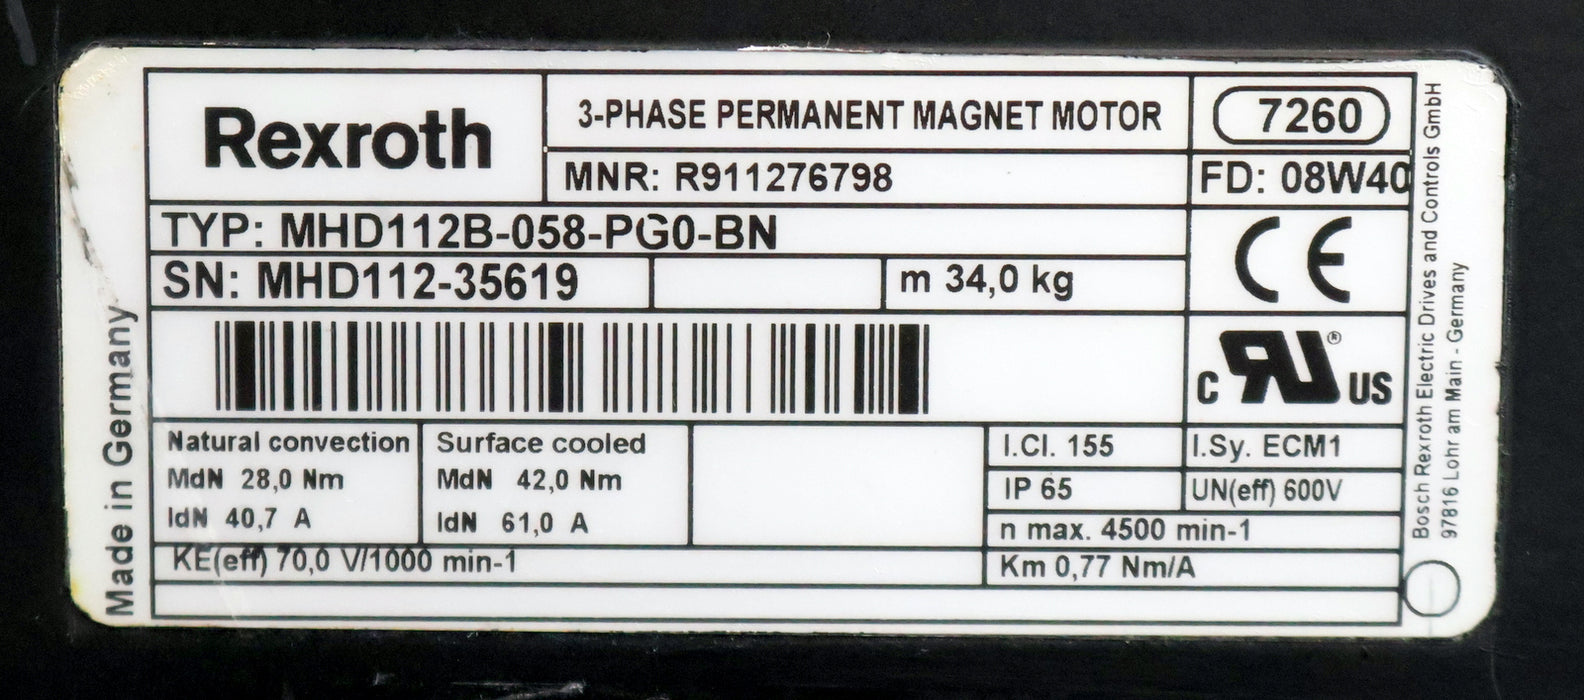 Rexroth
3-PHASE PERMANENT MAGNET MOTOR
7260
MNR: R911276798
FD: 08W40
TYP: MHD112B-058-PG0-BN
SN: MHD112-35619
m 34,0 kg
CE
c RU ® US
Natural convection
MdN 28,0 Nm
IdN 40,7 A
Surface cooled
MdN 42,0 Nm
IdN 61,0 A
I.Cl. 155
I.Sy. ECM1
IP 65
UN(eff) 600V
n max. 4500 min-1
KE(eff) 70,0 V/1000 min-1
Km 0,77 Nm/A
Made in Germany
Bosch Rexroth Electric Drives and Controls GmbH
97816 Lohr am Main - Germany